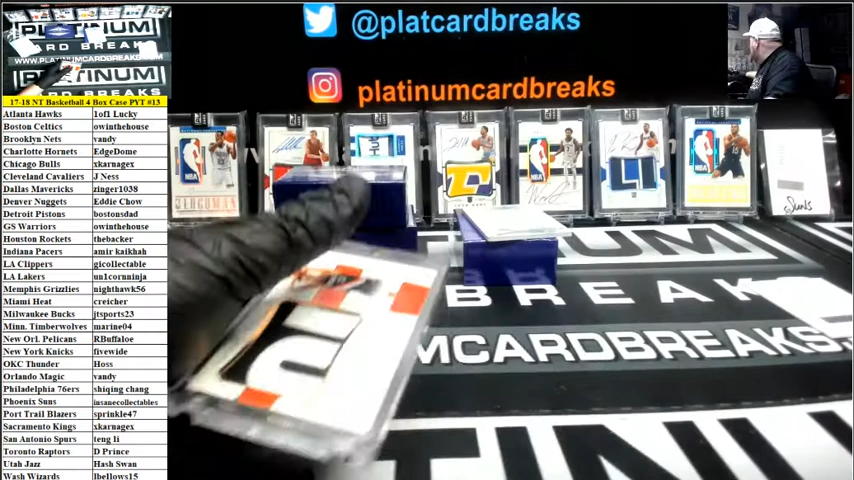 @platcardbreaks
platinumcardbreaks
PLATINUM
CARD BREAKS
17-18 NT Basketball 4 Box Case PYT #13
Atlanta Hawks 1of1 Lucky
Boston Celtics owinthehouse
Brooklyn Nets vandy
Charlotte Hornets EdgeDome
Chicago Bulls xkarnagex
Cleveland Cavaliers J Ness
Dallas Mavericks zinger1038
Denver Nuggets Eddie Chow
Detroit Pistons bostonsdad
GS Warriors owinthehouse
Houston Rockets thebacker
Indiana Pacers amir kaikhah
LA Clippers gicollectable
LA Lakers un1cornninja
Memphis Grizzlies nighthawk56
Miami Heat creicher
Milwaukee Bucks jtsports23
Minn. Timberwolves marine04
New Orl. Pelicans RBuffaloe
New York Knicks fivewide
OKC Thunder Hoss
Orlando Magic vandy
Philadelphia 76ers shiqing chang
Phoenix Suns insanecollectables
Port Trail Blazers sprinkle47
Sacramento Kings xkarnagex
San Antonio Spurs teng li
Toronto Raptors D Prince
Utah Jazz Hash Swan
Wash Wizards lbellows15
Suns
INUM
BREAK
MCARDBREAKS.
TINU